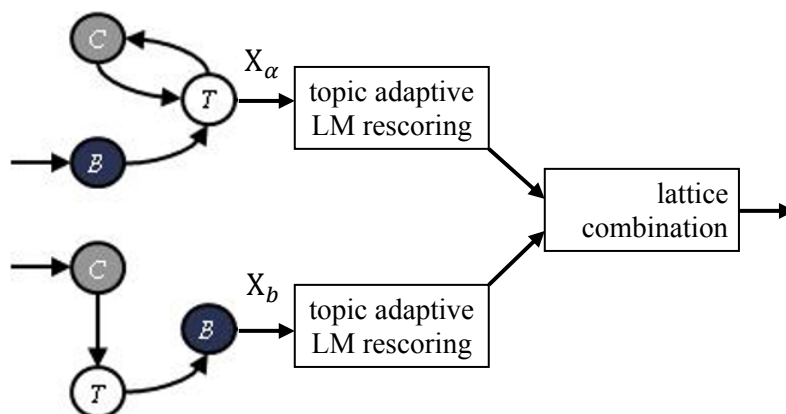 C
X_α
T
topic adaptive
LM rescoring
B
lattice
combination
C
X_b
B
topic adaptive
LM rescoring
T